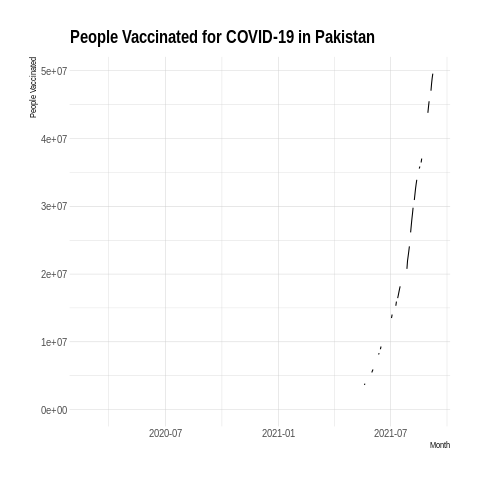 People Vaccinated for COVID-19 in Pakistan
People Vaccinated
5e+07
4e+07
3e+07
2e+07
1e+07
0e+00
2020-07
2021-01
2021-07
Month